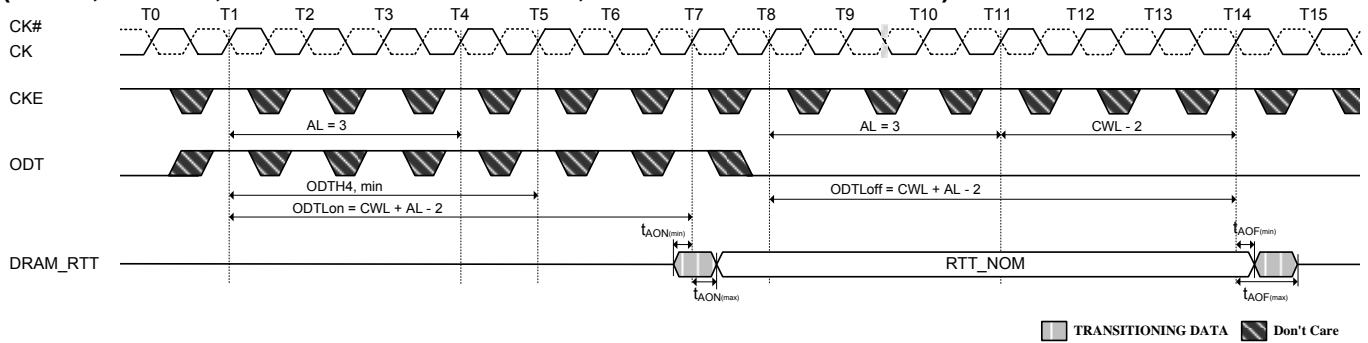 T0 T1 T2 T3 T4 T5 T6 T7 T8 T9 T10 T11 T12 T13 T14 T15
CK#
CK
CKE
AL = 3 AL = 3 CWL - 2
ODT
ODTH4, min ODTLoff = CWL + AL - 2
ODTLon = CWL + AL - 2
tAON(min) tAOF(min)
DRAM_RTT RTT_NOM
tAON(max) tAOF(max)
TRANSITIONING DATA Don't Care